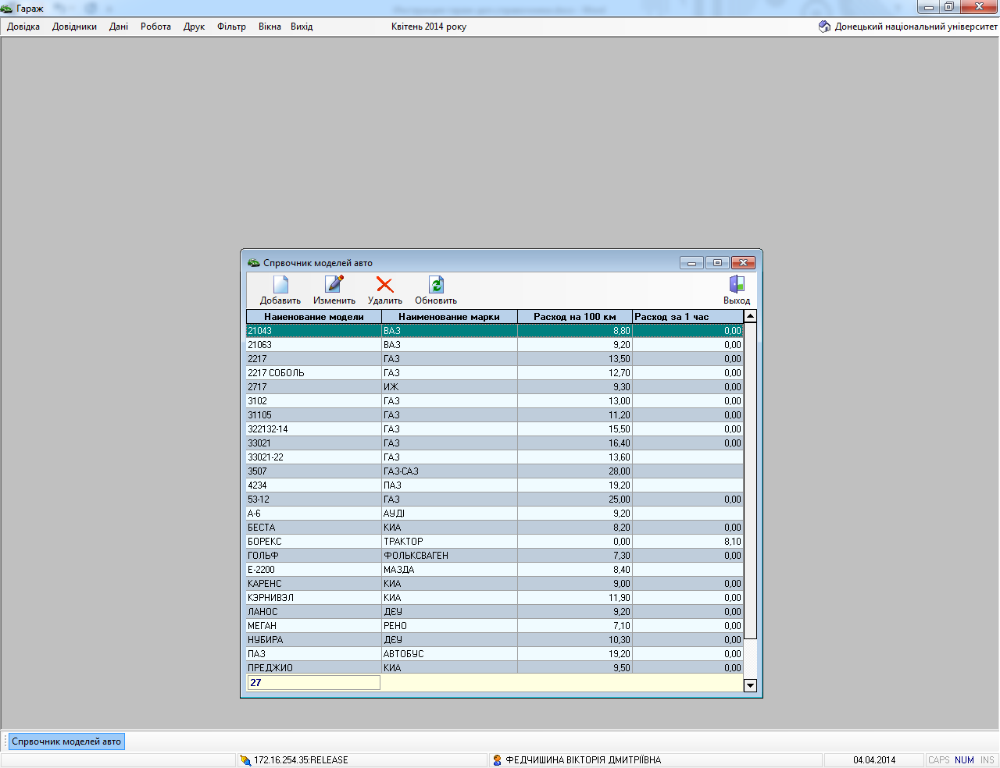 Гараж
Довідка Довідники Дані Робота Друк Фільтр Вікна Вихід Квітень 2014 року Донецький національний університет
Спрвочник моделей авто
Добавить Изменить Удалить Обновить Выход
Наиенование модели Наименование марки Расход на 100 км Расход за 1 час
21043 ВАЗ 8,80 0,00
21063 ВАЗ 9,20 0,00
2217 ГАЗ 13,50 0,00
2217 СОБОЛЬ ГАЗ 12,70 0,00
2717 ИЖ 9,30 0,00
3102 ГАЗ 13,00 0,00
31105 ГАЗ 11,20 0,00
322132-14 ГАЗ 15,50 0,00
33021 ГАЗ 16,40 0,00
33021-22 ГАЗ 13,60
3507 ГАЗ-САЗ 28,00
4234 ПАЗ 19,20
53-12 ГАЗ 25,00 0,00
А-6 АУДІ 9,20
БЕСТА КИА 8,20 0,00
БОРЕКС ТРАКТОР 0,00 8,10
ГОЛЬФ ФОЛЬКСВАГЕН 7,30 0,00
Е-2200 МАЗДА 8,40
КАРЕНС КИА 9,00 0,00
КЭРНИВЭЛ КИА 11,90 0,00
ЛАНОС ДЄУ 9,20 0,00
МЕГАН РЕНО 7,10 0,00
НУБИРА ДЄУ 10,30 0,00
ПАЗ АВТОБУС 19,20 0,00
ПРЕДЖИО КИА 9,50 0,00
27
Спрвочник моделей авто
172.16.254.35:RELEASE ФЕДЧИШИНА ВІКТОРІЯ ДМИТРІЇВНА 04.04.2014 CAPS NUM INS